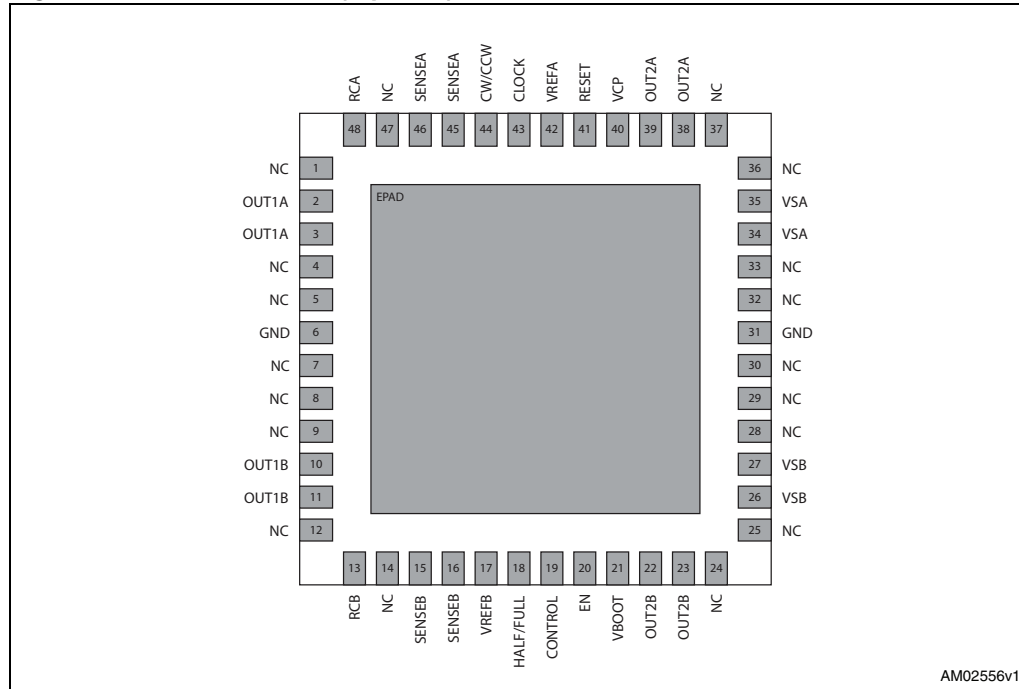 RCA
NC
SENSEA
SENSEA
CW/CCW
CLOCK
VREFA
RESET
VCP
OUT2A
OUT2A
NC
48 47 46 45 44 43 42 41 40 39 38 37
NC 1 36 NC
OUT1A 2 EPAD 35 VSA
OUT1A 3 34 VSA
NC 4 33 NC
NC 5 32 NC
GND 6 31 GND
NC 7 30 NC
NC 8 29 NC
NC 9 28 NC
OUT1B 10 27 VSB
OUT1B 11 26 VSB
NC 12 25 NC
13 14 15 16 17 18 19 20 21 22 23 24
RCB
NC
SENSEB
SENSEB
VREFB
HALF/FULL
CONTROL
EN
VBOOT
OUT2B
OUT2B
NC
AM02556v1